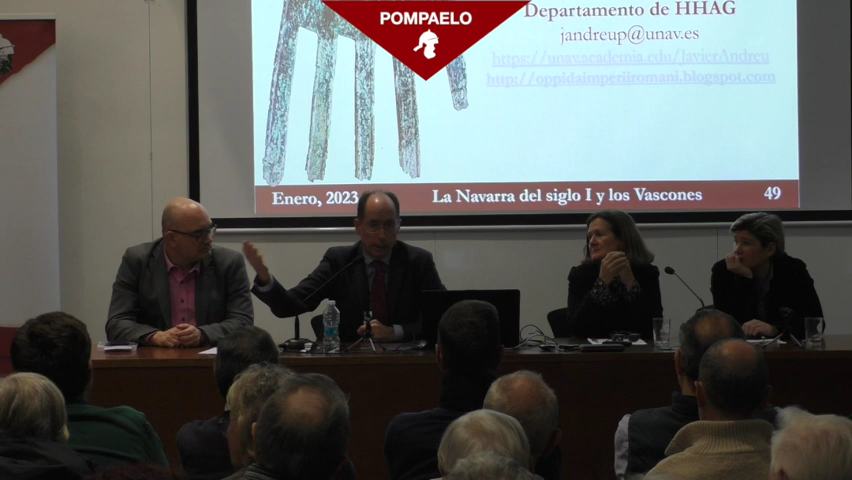 POMPAELO
Departamento de HHAG
jandreup@unav.es
https://unav.academia.edu/JavierAndreu
http://oppidaimperiiromani.blogspot.com
Enero, 2023
La Navarra del siglo I y los Vascones
49